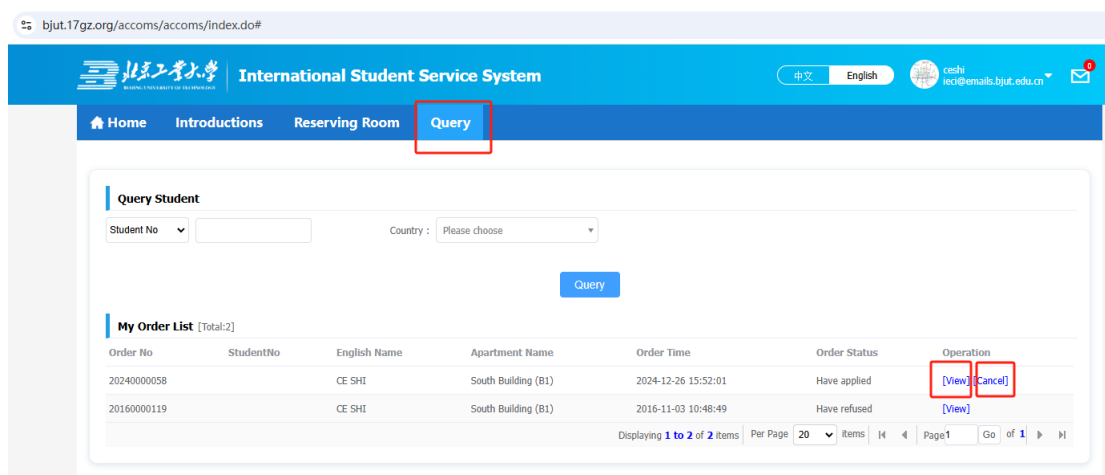 bjut.17gz.org/accoms/accoms/index.do#
北京工业大学
BEIJING UNIVERSITY OF TECHNOLOGY
International Student Service System
中文 English
ceshi
ieci@emails.bjut.edu.cn
0
Home Introductions Reserving Room Query
Query Student
Student No Country : Please choose
Query
My Order List [Total:2]
Order No StudentNo English Name Apartment Name Order Time Order Status Operation
20240000058 CE SHI South Building (B1) 2024-12-26 15:52:01 Have applied [View] [Cancel]
20160000119 CE SHI South Building (B1) 2016-11-03 10:48:49 Have refused [View]
Displaying 1 to 2 of 2 items Per Page 20 items Page 1 Go of 1